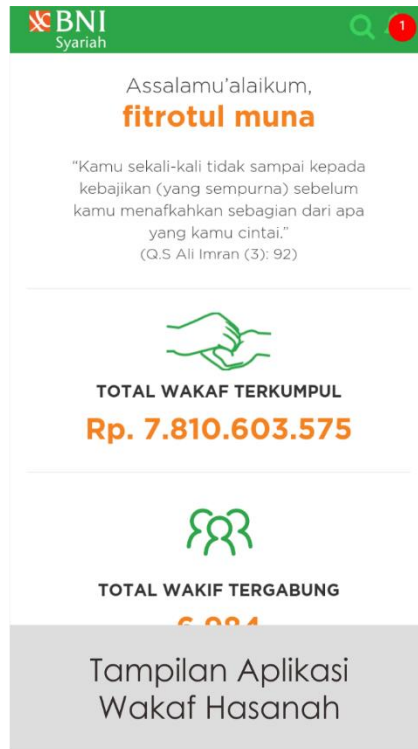 BNI
Syariah
1
Assalamu’alaikum,
fitrotul muna
“Kamu sekali-kali tidak sampai kepada
kebajikan (yang sempurna) sebelum
kamu menafkahkan sebagian dari apa
yang kamu cintai.”
(Q.S Ali Imran (3): 92)
TOTAL WAKAF TERKUMPUL
Rp. 7.810.603.575
TOTAL WAKIF TERGABUNG
Tampilan Aplikasi
Wakaf Hasanah